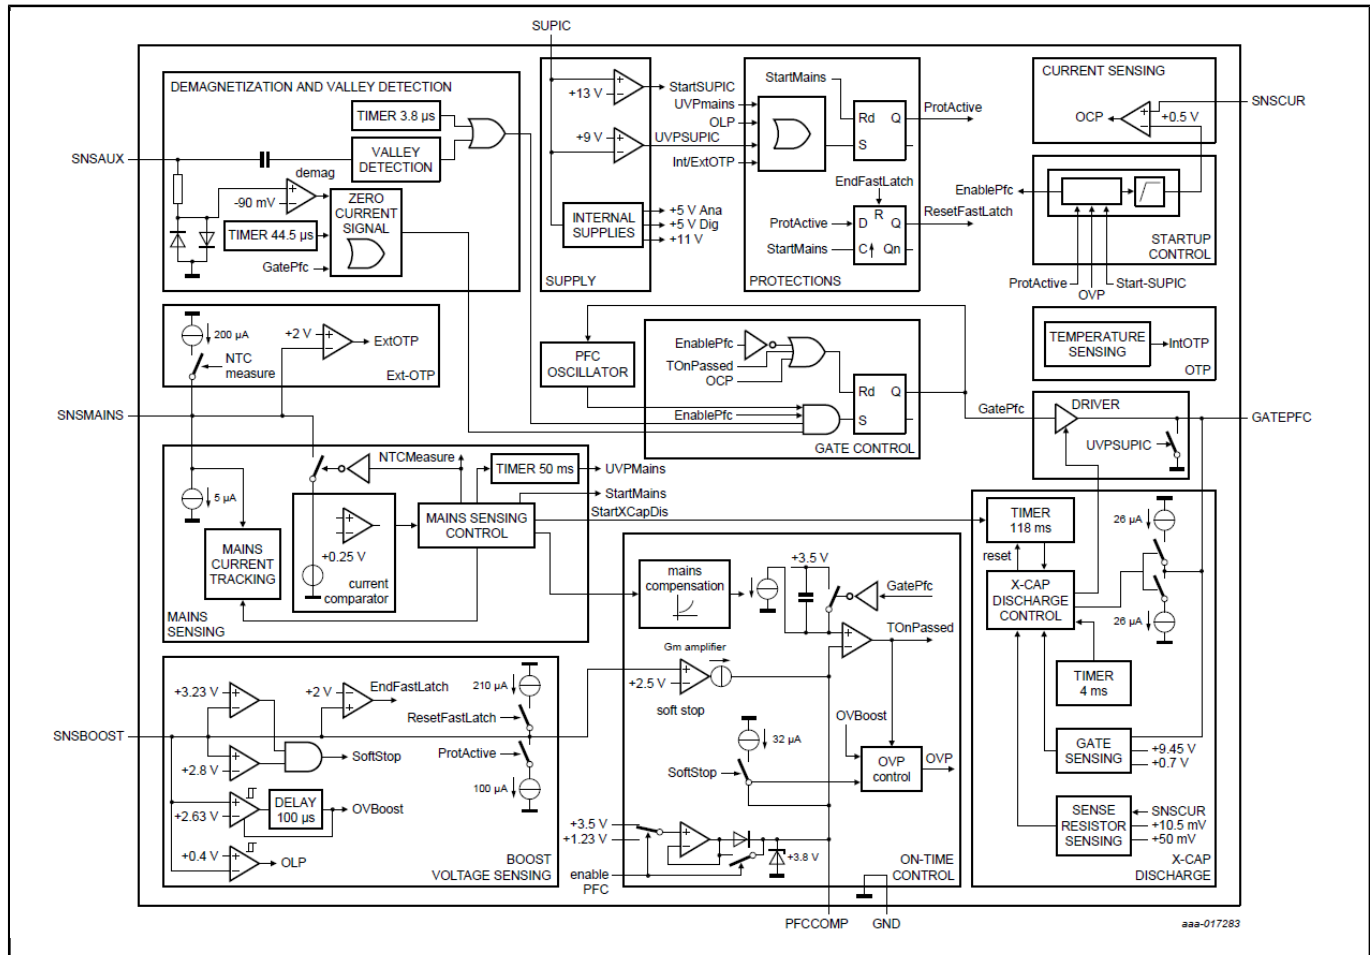 SUPIC
DEMAGNETIZATION AND VALLEY DETECTION
TIMER 3.8 µs
VALLEY
DETECTION
SNSAUX
demag
-90 mV
ZERO
CURRENT
SIGNAL
TIMER 44.5 µs
GatePfc
+13 V
StartSUPIC
+9 V
UVPSUPIC
INTERNAL
SUPPLIES
+5 V Ana
+5 V Dig
+11 V
SUPPLY
StartMains
UVPmains
OLP
Int/ExtOTP
Rd
Q
S
ProtActive
EndFastLatch
R
ProtActive
D
Q
ResetFastLatch
StartMains
C
Qn
PROTECTIONS
CURRENT SENSING
SNSCUR
OCP
+0.5 V
EnablePfc
STARTUP
CONTROL
ProtActive
OVP
Start-SUPIC
200 µA
+2 V
ExtOTP
NTC
measure
Ext-OTP
PFC
OSCILLATOR
EnablePfc
TOnPassed
OCP
EnablePfc
Rd
Q
S
GATE CONTROL
TEMPERATURE
SENSING
IntOTP
OTP
SNSMAINS
GatePfc
DRIVER
UVPSUPIC
GATEPFC
NTCMeasure
TIMER 50 ms
UVPMains
StartMains
StartXCapDis
5 µA
MAINS
CURRENT
TRACKING
+0.25 V
current
comparator
MAINS SENSING
CONTROL
MAINS
SENSING
mains
compensation
+3.5 V
GatePfc
TOnPassed
Gm amplifier
+2.5 V
soft stop
32 µA
SoftStop
OVBoost
OVP
control
OVP
+3.5 V
+1.23 V
+3.8 V
enable
PFC
ON-TIME
CONTROL
TIMER
118 ms
reset
26 µA
X-CAP
DISCHARGE
CONTROL
26 µA
TIMER
4 ms
GATE
SENSING
+9.45 V
+0.7 V
SENSE
RESISTOR
SENSING
SNSCUR
+10.5 mV
+50 mV
X-CAP
DISCHARGE
SNSBOOST
+3.23 V
+2 V
EndFastLatch
210 µA
ResetFastLatch
+2.8 V
SoftStop
ProtActive
+2.63 V
DELAY
100 µs
OVBoost
100 µA
+0.4 V
OLP
BOOST
VOLTAGE SENSING
PFCCOMP
GND
aaa-017283